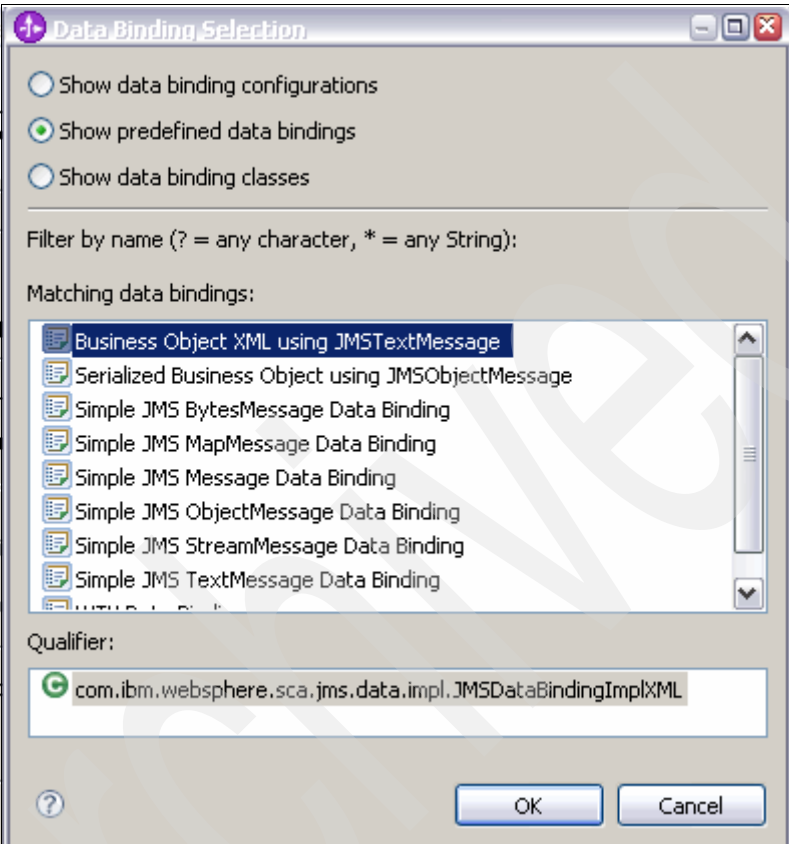 Data Binding Selection
Show data binding configurations
Show predefined data bindings
Show data binding classes
Filter by name (? = any character, * = any String):
Matching data bindings:
Business Object XML using JMSTextMessage
Serialized Business Object using JMSObjectMessage
Simple JMS BytesMessage Data Binding
Simple JMS MapMessage Data Binding
Simple JMS Message Data Binding
Simple JMS ObjectMessage Data Binding
Simple JMS StreamMessage Data Binding
Simple JMS TextMessage Data Binding
Qualifier:
com.ibm.websphere.sca.jms.data.impl.JMSDataBindingImplXML
OK Cancel